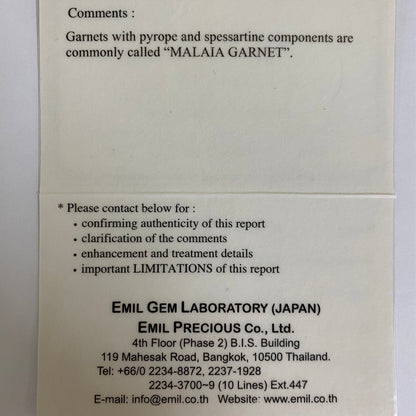 Comments :
Garnets with pyrope and spessartine components are
commonly called “MALAIA GARNET”.
* Please contact below for :
• confirming authenticity of this report
• clarification of the comments
• enhancement and treatment details
• important LIMITATIONS of this report
EMIL GEM LABORATORY (JAPAN)
EMIL PRECIOUS CO., LTD.
4th Floor (Phase 2) B.I.S. Building
119 Mahesak Road, Bangkok, 10500 Thailand.
Tel: +66/0 2234-8872, 2237-1928
2234-3700~9 (10 Lines) Ext.447
E-mail: info@emil.co.th Website: www.emil.co.th